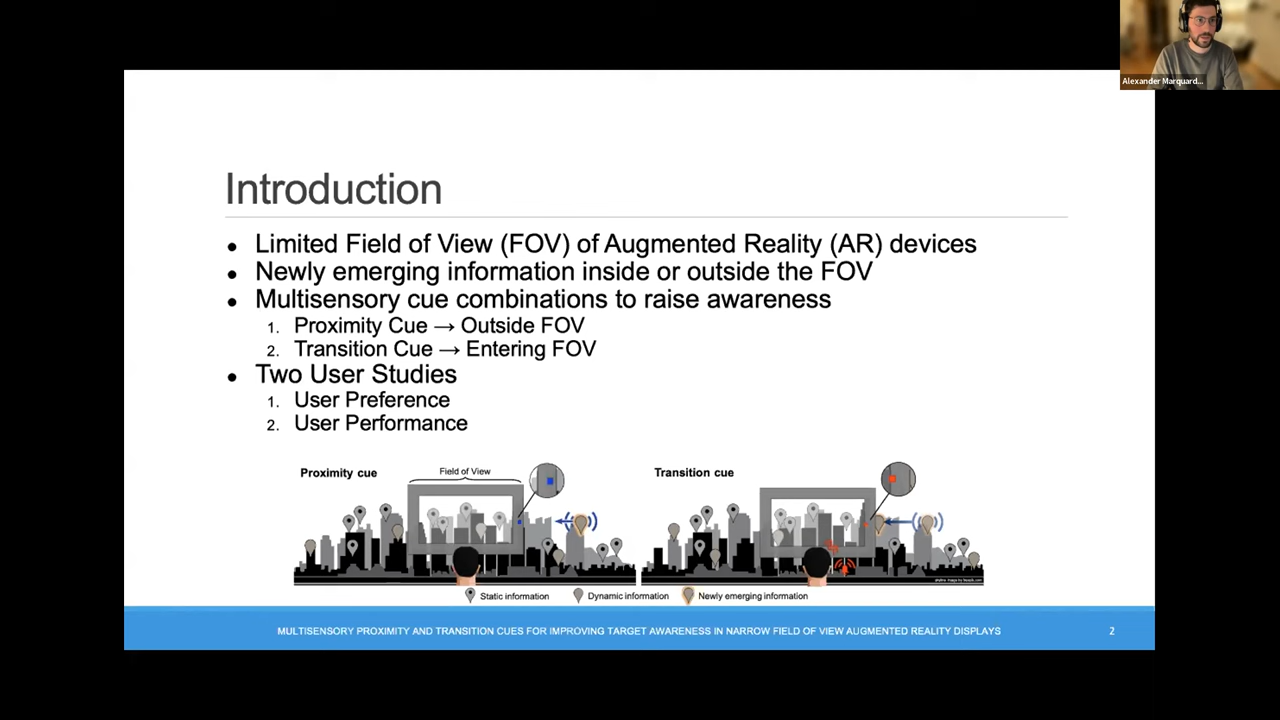 Alexander Marquard...
Introduction
• Limited Field of View (FOV) of Augmented Reality (AR) devices
• Newly emerging information inside or outside the FOV
• Multisensory cue combinations to raise awareness
1. Proximity Cue → Outside FOV
2. Transition Cue → Entering FOV
• Two User Studies
1. User Preference
2. User Performance
Proximity cue
Field of View
Transition cue
Static information
Dynamic information
Newly emerging information
MULTISENSORY PROXIMITY AND TRANSITION CUES FOR IMPROVING TARGET AWARENESS IN NARROW FIELD OF VIEW AUGMENTED REALITY DISPLAYS
2